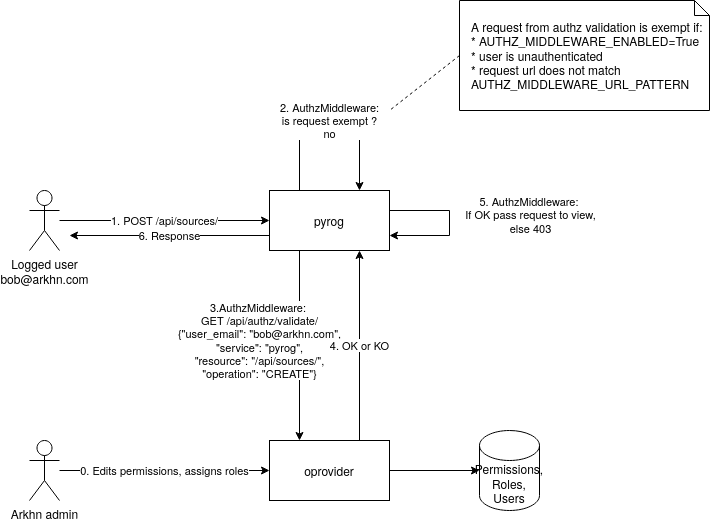 A request from authz validation is exempt if:
* AUTHZ_MIDDLEWARE_ENABLED=True
* user is unauthenticated
* request url does not match
AUTHZ_MIDDLEWARE_URL_PATTERN
2. AuthzMiddleware:
is request exempt ?
no
1. POST /api/sources/
6. Response
pyrog
5. AuthzMiddleware:
If OK pass request to view,
else 403
Logged user
bob@arkhn.com
3.AuthzMiddleware:
GET /api/authz/validate/
{"user_email": "bob@arkhn.com",
"service": "pyrog",
"resource": "/api/sources/",
"operation": "CREATE"}
4. OK or KO
0. Edits permissions, assigns roles
oprovider
Permissions,
Roles,
Users
Arkhn admin